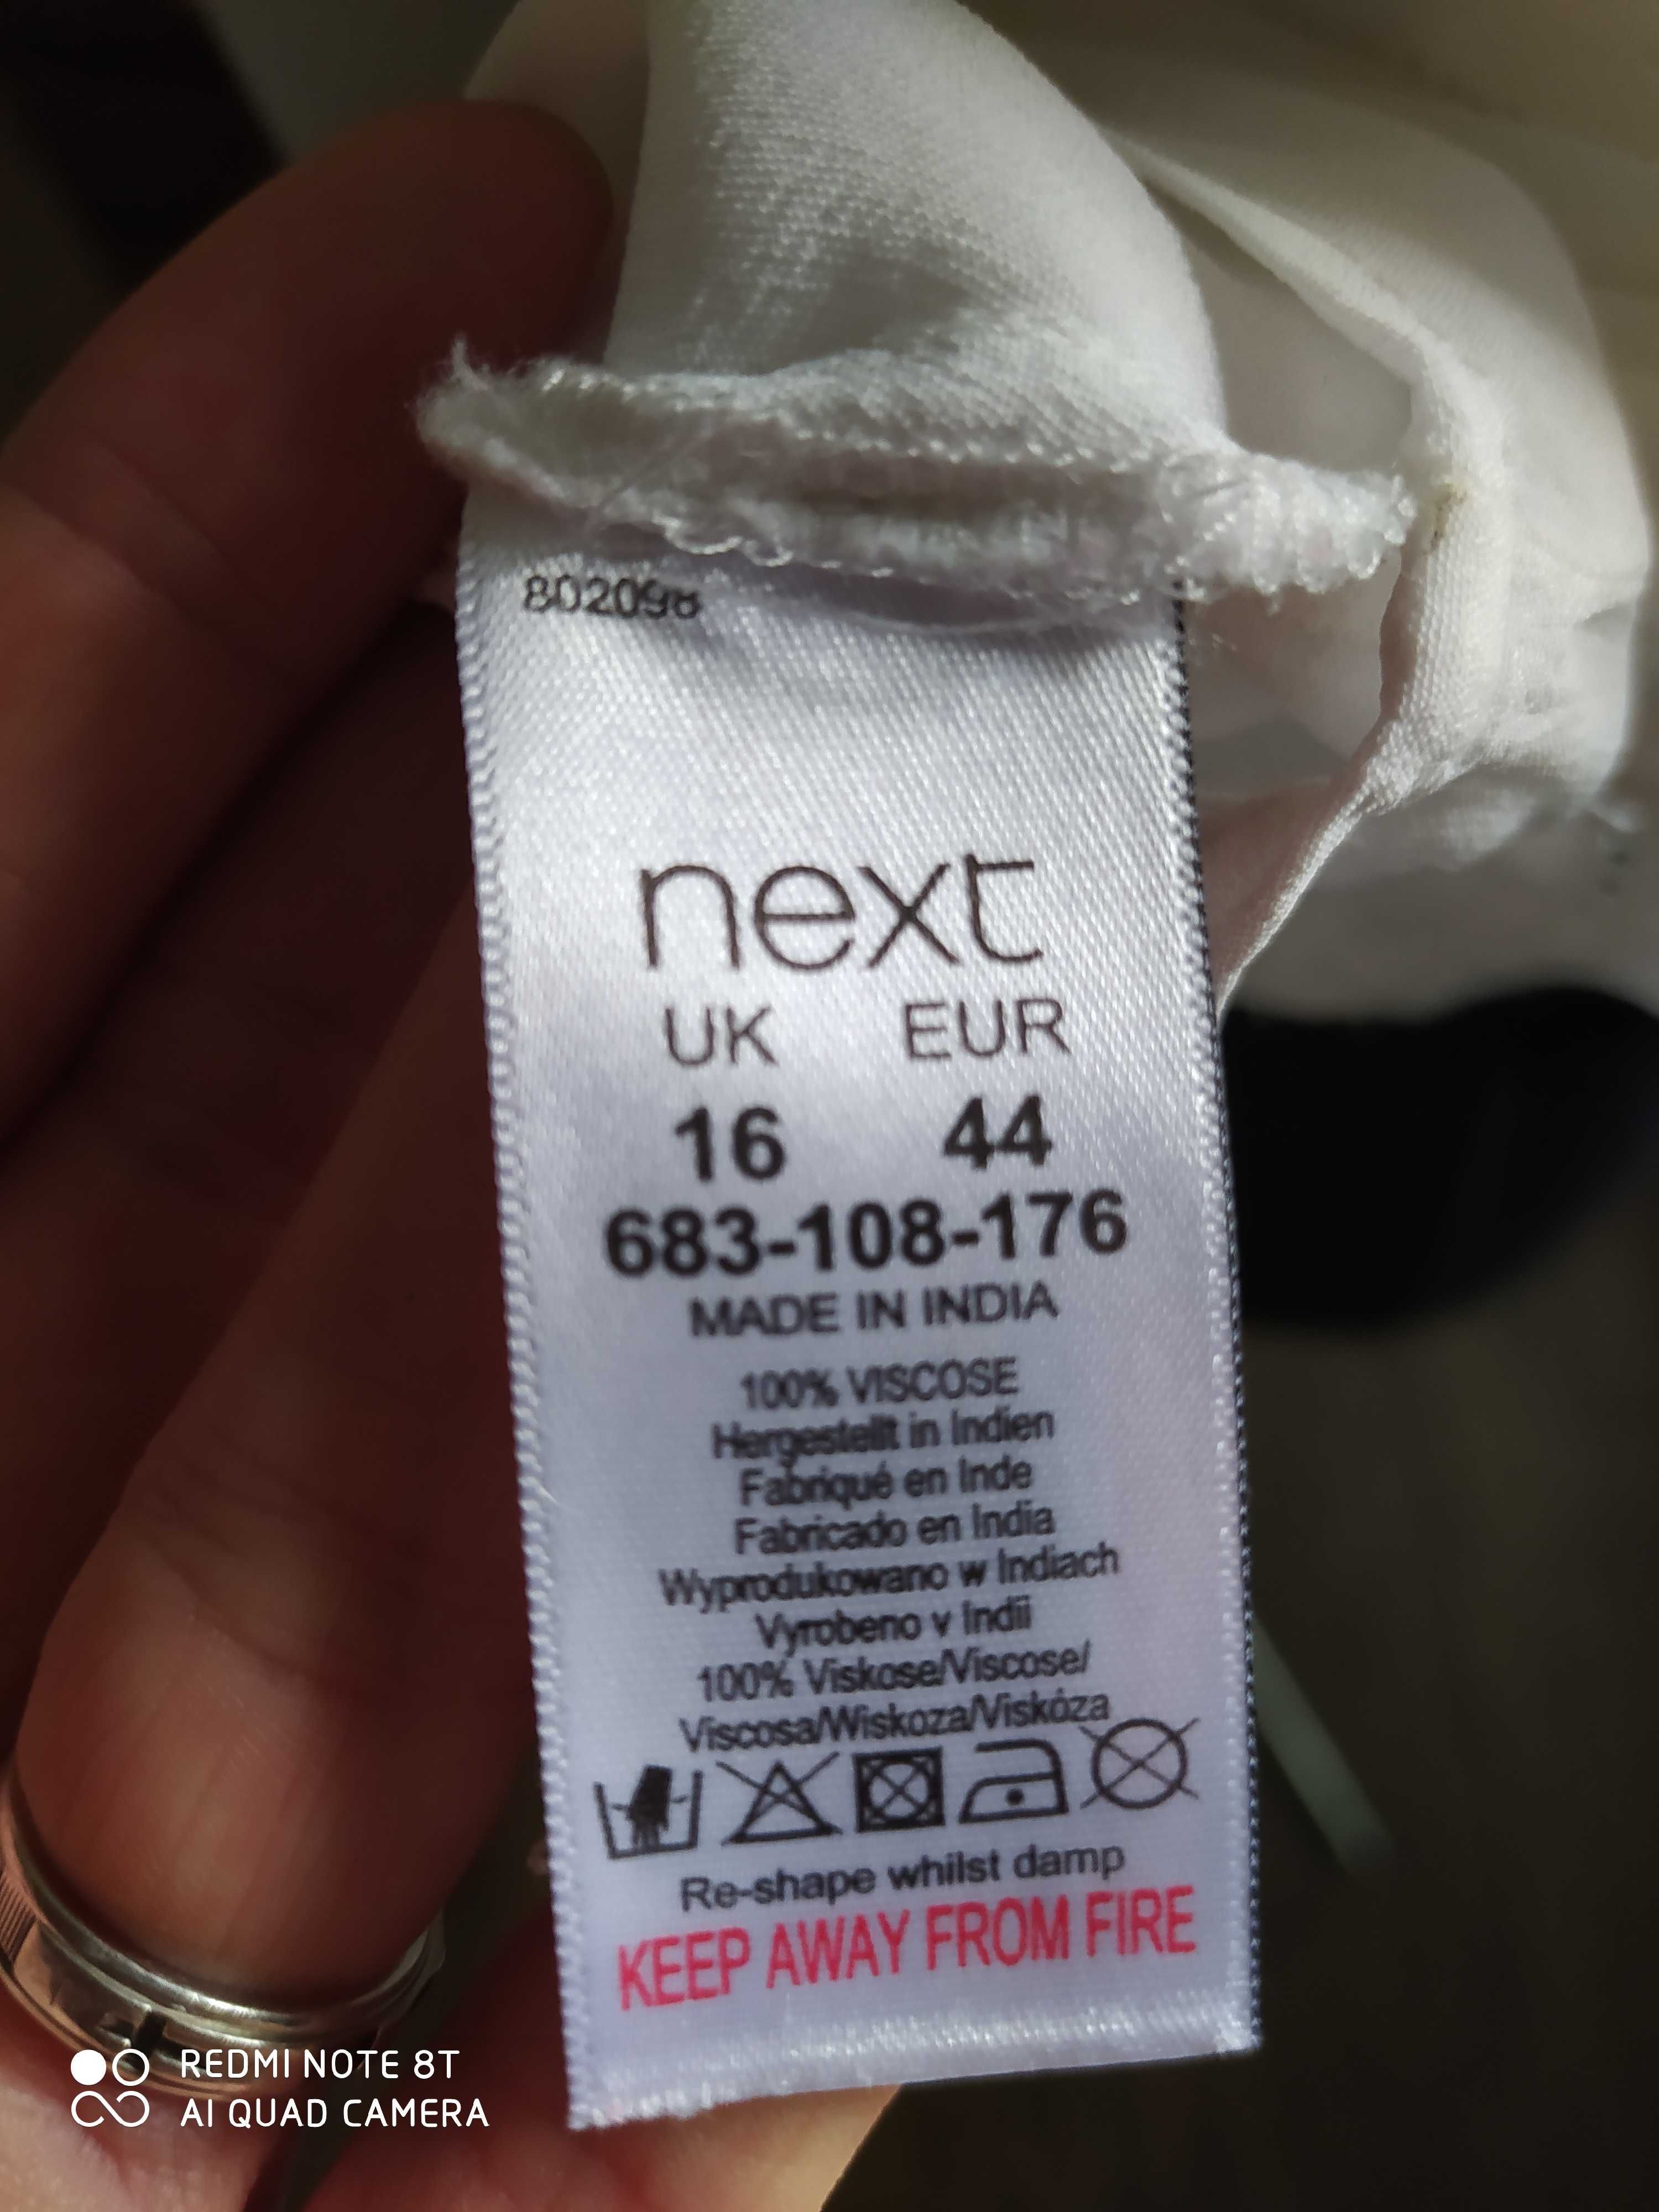 802098
next
UK EUR
16 44
683-108-176
MADE IN INDIA
100% VISCOSE
Hergestellt in Indien
Fabriqué en Inde
Fabricado en India
Wyprodukowano w Indiach
Vyrobeno v Indii
100% Viskose/Viscose/
Viscosa/Wiskoza/Viskóza
Re-shape whilst damp
KEEP AWAY FROM FIRE
REDMI NOTE 8T
AI QUAD CAMERA